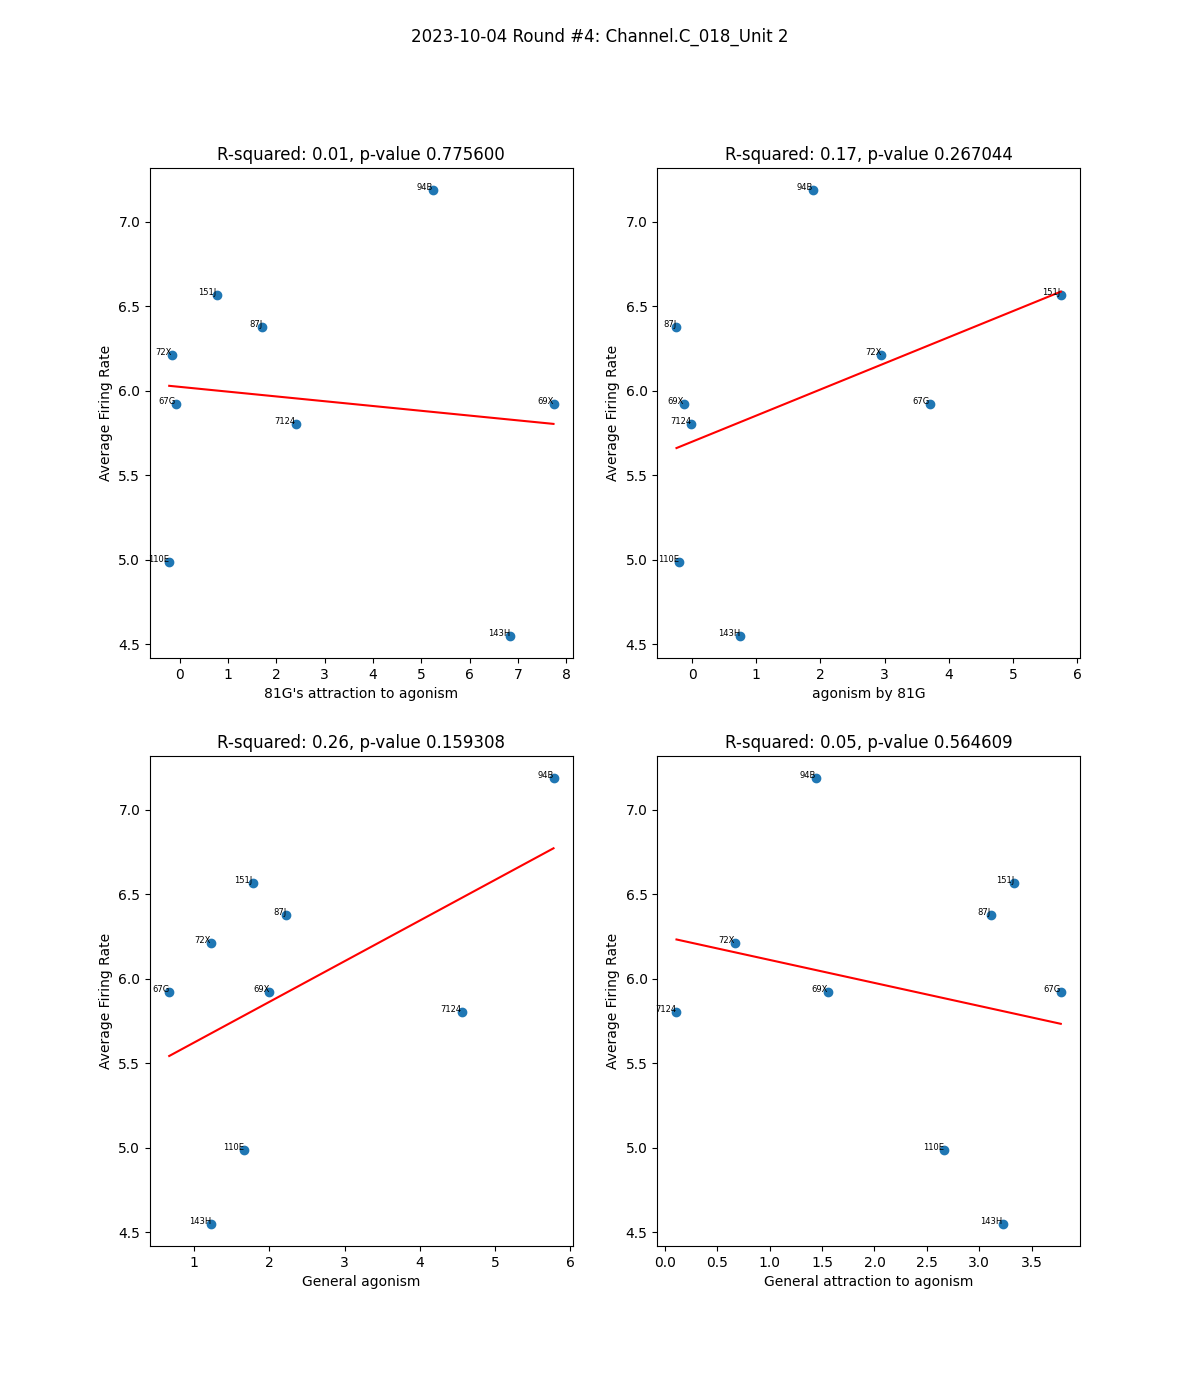 2023-10-04 Round #4: Channel.C_018_Unit 2
R-squared: 0.01, p-value 0.775600
94B
7.0
151J
6.5
87J
72X
6.0
67G
69X
7124
5.5
5.0
110E
143H
4.5
0 1 2 3 4 5 6 7 8
81G's attraction to agonism
Average Firing Rate
R-squared: 0.17, p-value 0.267044
94B
7.0
151J
6.5
87J
72X
6.0
69X
67G
7124
5.5
5.0
110E
143H
4.5
0 1 2 3 4 5 6
agonism by 81G
Average Firing Rate
R-squared: 0.26, p-value 0.159308
94B
7.0
151J
6.5
87J
72X
6.0
67G
69X
7124
5.5
5.0
110E
143H
4.5
1 2 3 4 5 6
General agonism
Average Firing Rate
R-squared: 0.05, p-value 0.564609
94B
7.0
151J
6.5
87J
72X
6.0
69X
67G
7124
5.5
5.0
110E
143H
4.5
0.0 0.5 1.0 1.5 2.0 2.5 3.0 3.5
General attraction to agonism
Average Firing Rate